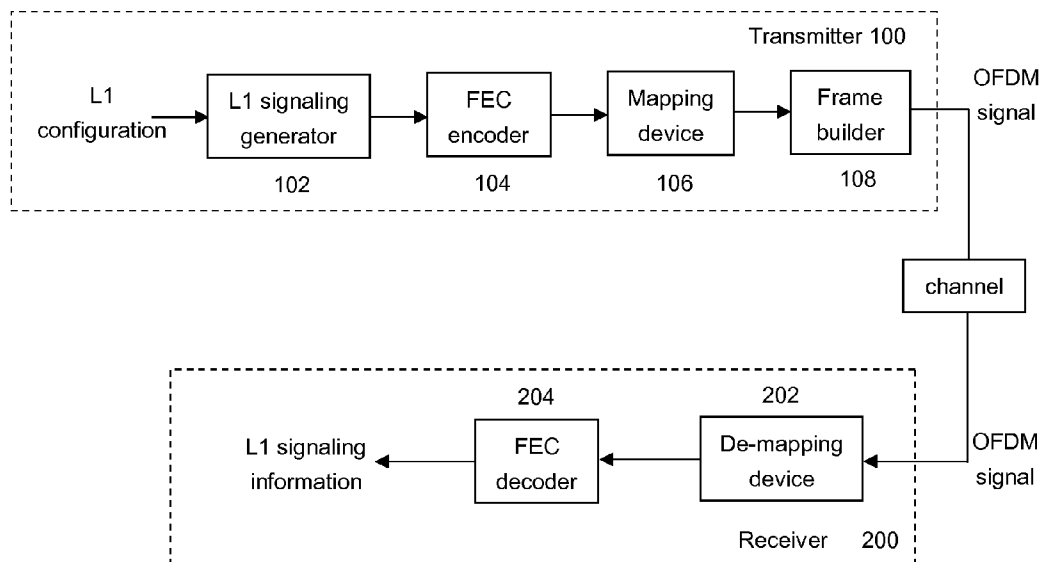 Transmitter 100
L1
configuration
L1 signaling
generator
102
FEC
encoder
104
Mapping
device
106
Frame
builder
108
OFDM
signal
channel
OFDM
signal
202
De-mapping
device
204
FEC
decoder
L1 signaling
information
Receiver 200